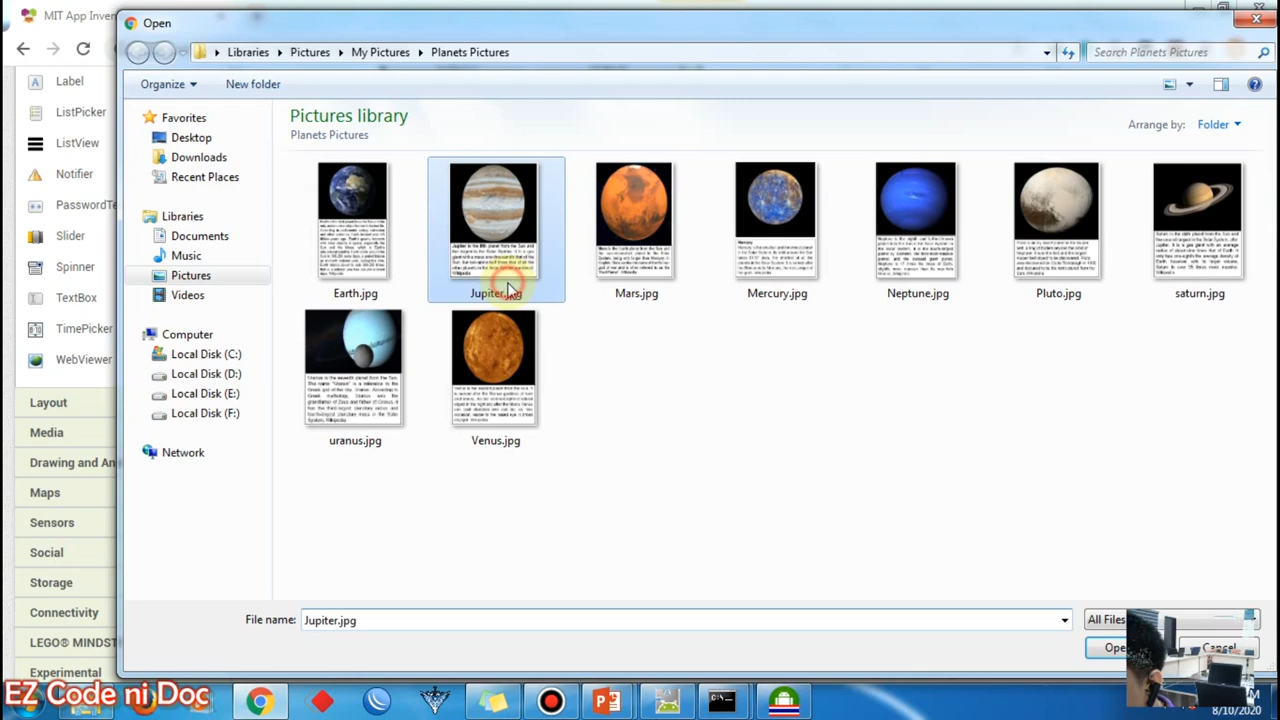 MIT App Inven
Open
Libraries
Pictures
My Pictures
Planets Pictures
Search Planets Pictures
Organize
New folder
Label
ListPicker
ListView
Notifier
PasswordTe
Slider
Spinner
TextBox
TimePicker
WebViewer
Layout
Media
Drawing and An
Maps
Sensors
Social
Storage
Connectivity
LEGO® MINDST
Experimental
Favorites
Desktop
Downloads
Recent Places
Libraries
Documents
Music
Pictures
Videos
Computer
Local Disk (C:)
Local Disk (D:)
Local Disk (E:)
Local Disk (F:)
Network
Pictures library
Planets Pictures
Arrange by:
Folder
Earth.jpg
Jupiter.jpg
Mars.jpg
Mercury.jpg
Neptune.jpg
Pluto.jpg
saturn.jpg
uranus.jpg
Venus.jpg
File name:
Jupiter.jpg
All Files
Ope
Cancel
EZ Code ni Doc
8/10/2020